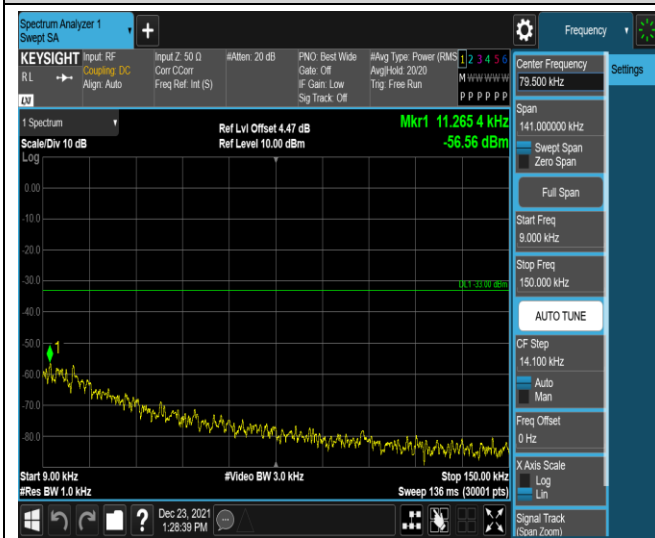 Spectrum Analyzer 1
Swept SA
Frequency
KEYSIGHT
RL
LXI
Input: RF
Coupling: DC
Align: Auto
Input Z: 50 Ω
Corr CCorr
Freq Ref: Int (S)
#Atten: 20 dB
PNO: Best Wide
Gate: Off
IF Gain: Low
Sig Track: Off
#Avg Type: Power (RMS
Avg|Hold: 20/20
Trig: Free Run
1 2 3 4 5 6
M W W W W W
P P P P P P
Center Frequency
79.500 kHz
Settings
1 Spectrum
Scale/Div 10 dB
Log
Ref Lvl Offset 4.47 dB
Ref Level 10.00 dBm
Mkr1 11.265 4 kHz
-56.56 dBm
0.00
-10.0
-20.0
-30.0
-40.0
-50.0
-60.0
-70.0
-80.0
DL1 -33.00 dBm
1
Start 9.00 kHz
#Res BW 1.0 kHz
#Video BW 3.0 kHz
Stop 150.00 kHz
Sweep 136 ms (30001 pts)
Span
141.000000 kHz
Swept Span
Zero Span
Full Span
Start Freq
9.000 kHz
Stop Freq
150.000 kHz
AUTO TUNE
CF Step
14.100 kHz
Auto
Man
Freq Offset
0 Hz
X Axis Scale
Log
Lin
Signal Track
(Span Zoom)
?
Dec 23, 2021
1:28:39 PM